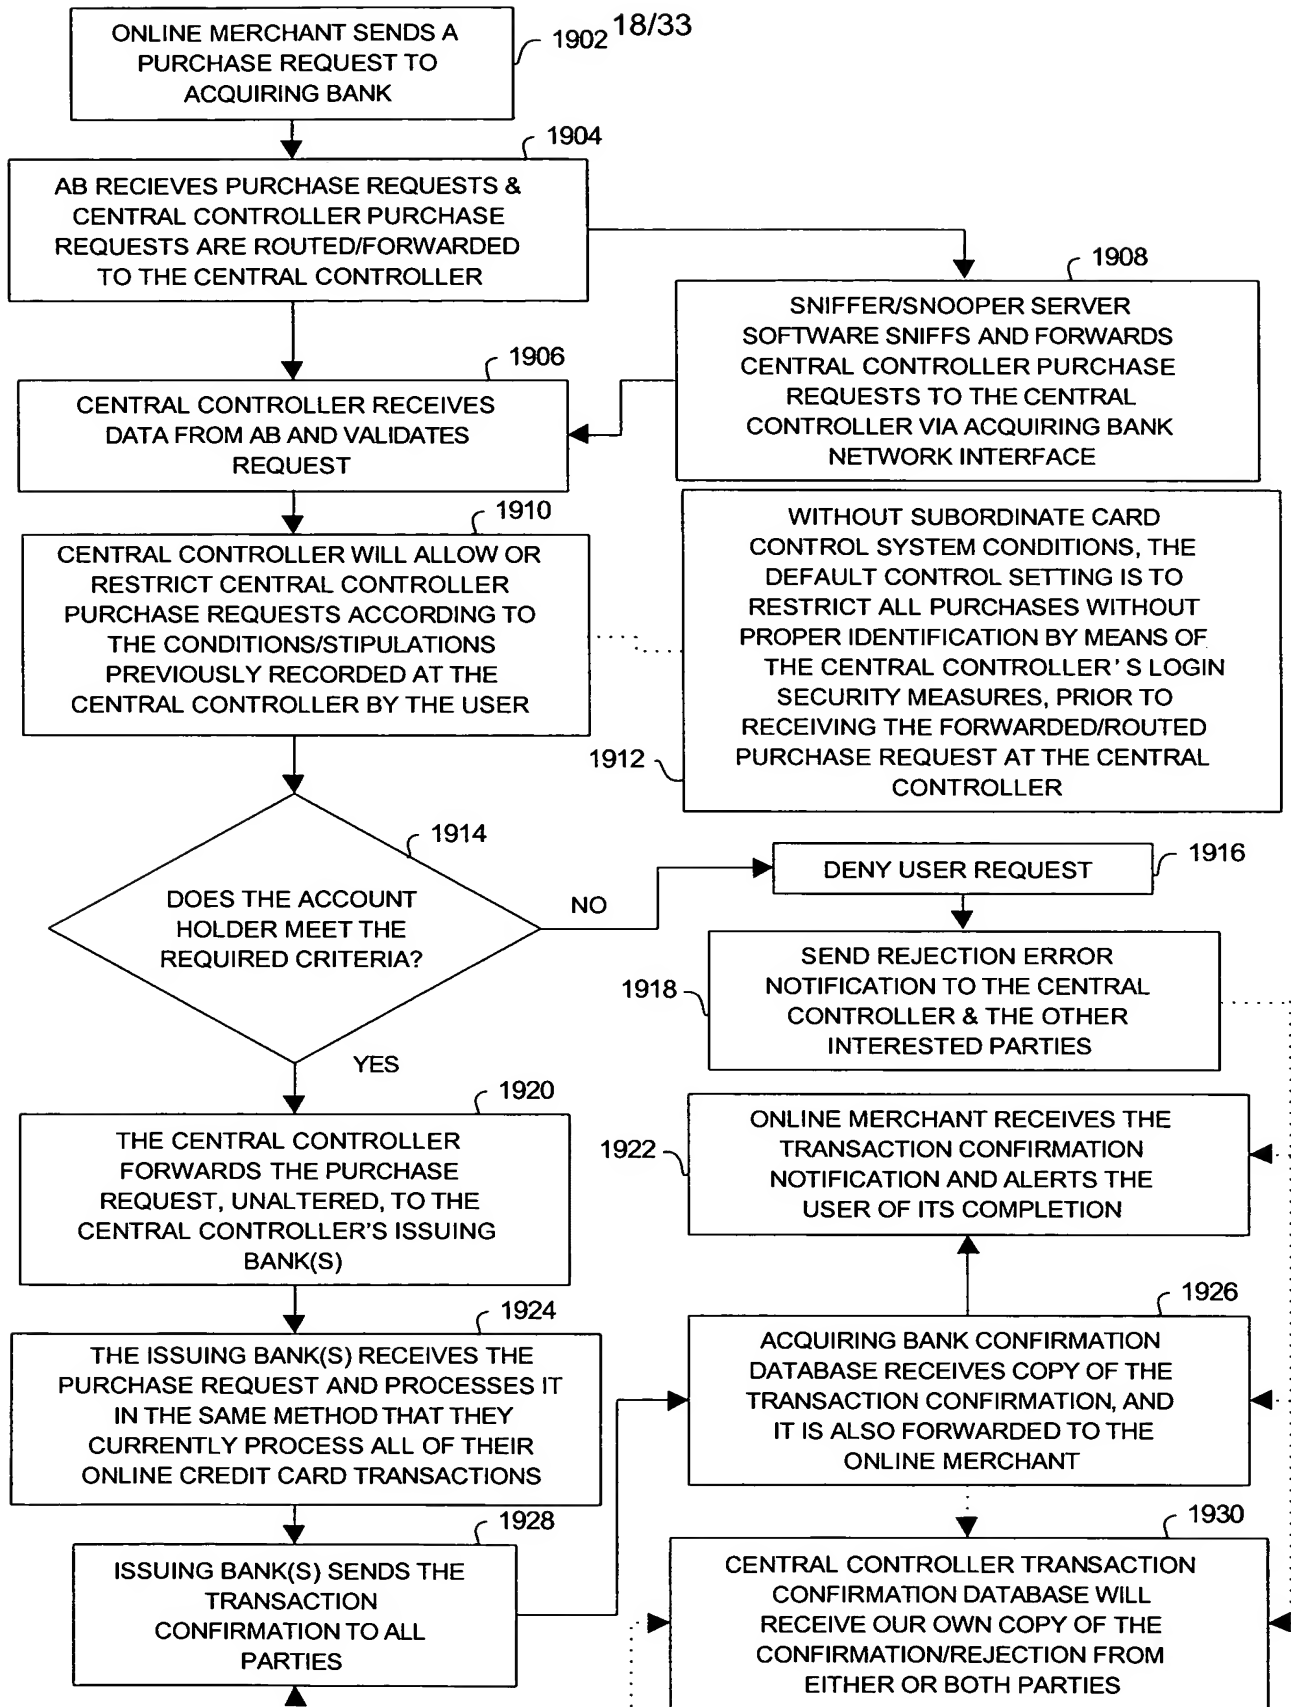 18/33
ONLINE MERCHANT SENDS A
PURCHASE REQUEST TO
ACQUIRING BANK
1902
1904
AB RECIEVES PURCHASE REQUESTS &
CENTRAL CONTROLLER PURCHASE
REQUESTS ARE ROUTED/FORWARDED
TO THE CENTRAL CONTROLLER
1908
SNIFFER/SNOOPER SERVER
SOFTWARE SNIFFS AND FORWARDS
CENTRAL CONTROLLER PURCHASE
REQUESTS TO THE CENTRAL
CONTROLLER VIA ACQUIRING BANK
NETWORK INTERFACE
1906
CENTRAL CONTROLLER RECEIVES
DATA FROM AB AND VALIDATES
REQUEST
1910
CENTRAL CONTROLLER WILL ALLOW OR
RESTRICT CENTRAL CONTROLLER
PURCHASE REQUESTS ACCORDING TO
THE CONDITIONS/STIPULATIONS
PREVIOUSLY RECORDED AT THE
CENTRAL CONTROLLER BY THE USER
WITHOUT SUBORDINATE CARD
CONTROL SYSTEM CONDITIONS, THE
DEFAULT CONTROL SETTING IS TO
RESTRICT ALL PURCHASES WITHOUT
PROPER IDENTIFICATION BY MEANS OF
THE CENTRAL CONTROLLER'S LOGIN
SECURITY MEASURES, PRIOR TO
RECEIVING THE FORWARDED/ROUTED
PURCHASE REQUEST AT THE CENTRAL
CONTROLLER
1912
1914
DOES THE ACCOUNT
HOLDER MEET THE
REQUIRED CRITERIA?
NO
YES
DENY USER REQUEST
1916
SEND REJECTION ERROR
NOTIFICATION TO THE CENTRAL
CONTROLLER & THE OTHER
INTERESTED PARTIES
1918
1920
THE CENTRAL CONTROLLER
FORWARDS THE PURCHASE
REQUEST, UNALTERED, TO THE
CENTRAL CONTROLLER'S ISSUING
BANK(S)
ONLINE MERCHANT RECEIVES THE
TRANSACTION CONFIRMATION
NOTIFICATION AND ALERTS THE
USER OF ITS COMPLETION
1922
1924
THE ISSUING BANK(S) RECEIVES THE
PURCHASE REQUEST AND PROCESSES IT
IN THE SAME METHOD THAT THEY
CURRENTLY PROCESS ALL OF THEIR
ONLINE CREDIT CARD TRANSACTIONS
1926
ACQUIRING BANK CONFIRMATION
DATABASE RECEIVES COPY OF THE
TRANSACTION CONFIRMATION, AND
IT IS ALSO FORWARDED TO THE
ONLINE MERCHANT
1928
ISSUING BANK(S) SENDS THE
TRANSACTION
CONFIRMATION TO ALL
PARTIES
1930
CENTRAL CONTROLLER TRANSACTION
CONFIRMATION DATABASE WILL
RECEIVE OUR OWN COPY OF THE
CONFIRMATION/REJECTION FROM
EITHER OR BOTH PARTIES